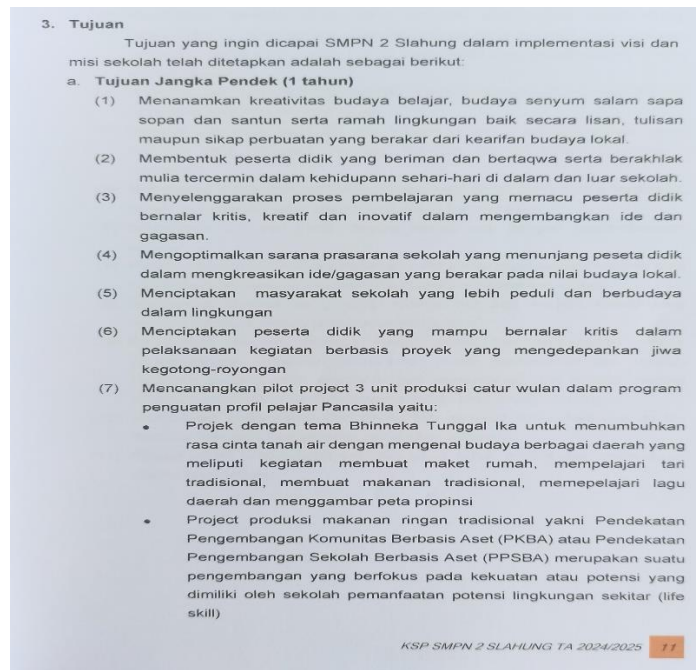 3. Tujuan
Tujuan yang ingin dicapai SMPN 2 Slahung dalam implementasi visi dan
misi sekolah telah ditetapkan adalah sebagai berikut:
a. Tujuan Jangka Pendek (1 tahun)
(1) Menanamkan kreativitas budaya belajar, budaya senyum salam sapa
sopan dan santun serta ramah lingkungan baik secara lisan, tulisan
maupun sikap perbuatan yang berakar dari kearifan budaya lokal.
(2) Membentuk peserta didik yang beriman dan bertaqwa serta berakhlak
mulia tercermin dalam kehidupann sehari-hari di dalam dan luar sekolah.
(3) Menyelenggarakan proses pembelajaran yang memacu peserta didik
bernalar kritis, kreatif dan inovatif dalam mengembangkan ide dan
gagasan.
(4) Mengoptimalkan sarana prasarana sekolah yang menunjang peseta didik
dalam mengkreasikan ide/gagasan yang berakar pada nilai budaya lokal.
(5) Menciptakan masyarakat sekolah yang lebih peduli dan berbudaya
dalam lingkungan
(6) Menciptakan peserta didik yang mampu bernalar kritis dalam
pelaksanaan kegiatan berbasis proyek yang mengedepankan jiwa
kegotong-royongan
(7) Mencanangkan pilot project 3 unit produksi catur wulan dalam program
penguatan profil pelajar Pancasila yaitu:
• Projek dengan tema Bhinneka Tunggal Ika untuk menumbuhkan
rasa cinta tanah air dengan mengenal budaya berbagai daerah yang
meliputi kegiatan membuat maket rumah, mempelajari tari
tradisional, membuat makanan tradisional, memepelajari lagu
daerah dan menggambar peta propinsi
• Project produksi makanan ringan tradisional yakni Pendekatan
Pengembangan Komunitas Berbasis Aset (PKBA) atau Pendekatan
Pengembangan Sekolah Berbasis Aset (PPSBA) merupakan suatu
pengembangan yang berfokus pada kekuatan atau potensi yang
dimiliki oleh sekolah pemanfaatan potensi lingkungan sekitar (life
skill)
KSP SMPN 2 SLAHUNG TA 2024/2025 11